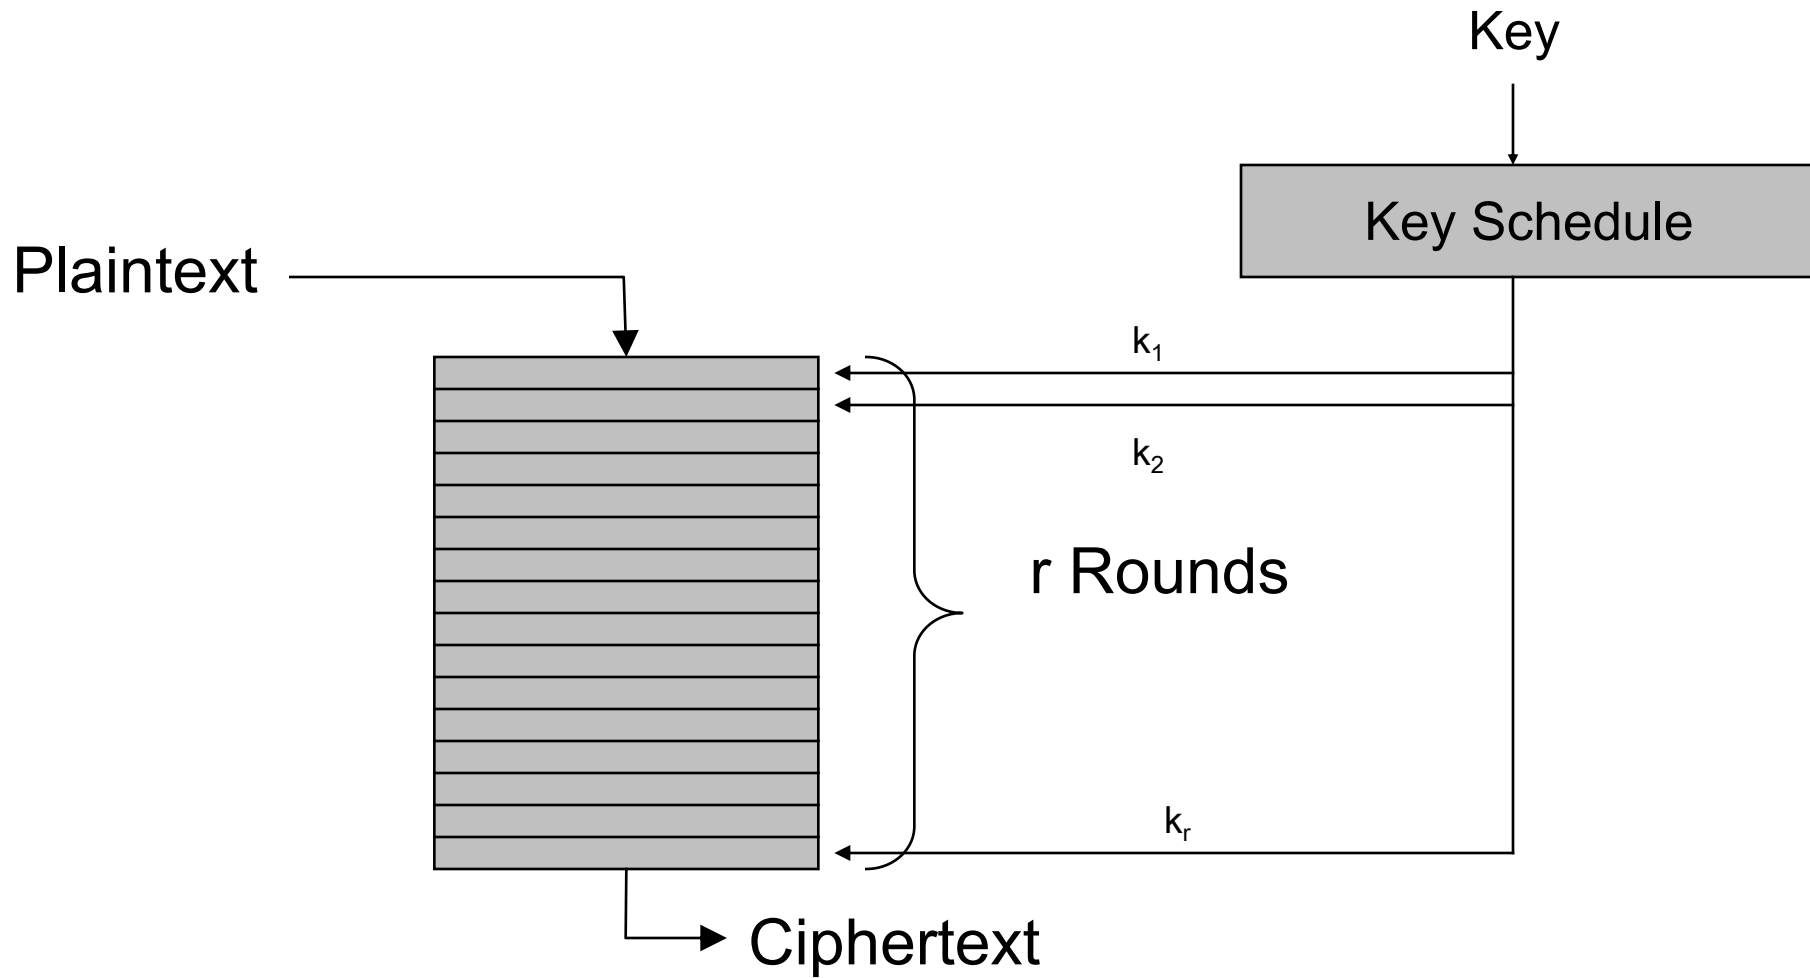 Key
Key Schedule
Plaintext
k₁
k₂
r Rounds
kᵣ
Ciphertext